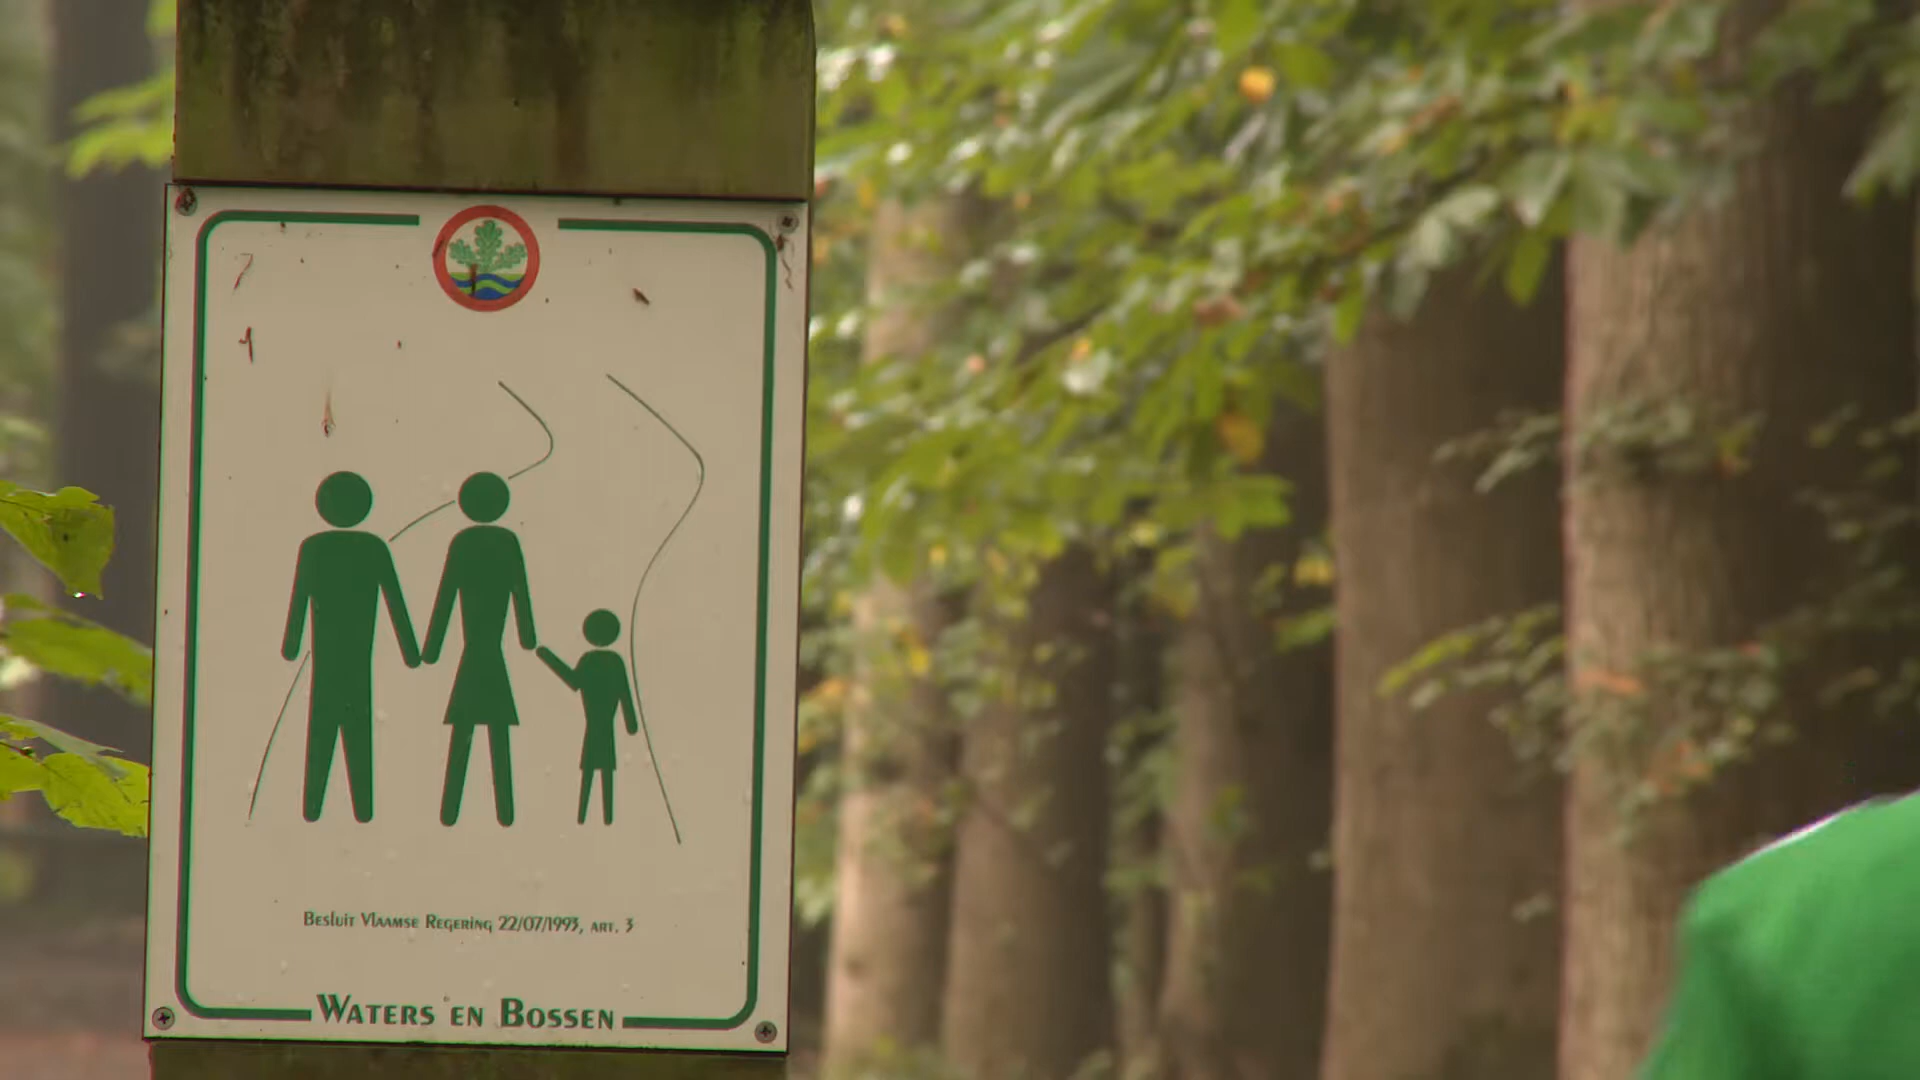 Besluit Vlaamse Regering 22/07/1993, art. 3
Waters en Bossen